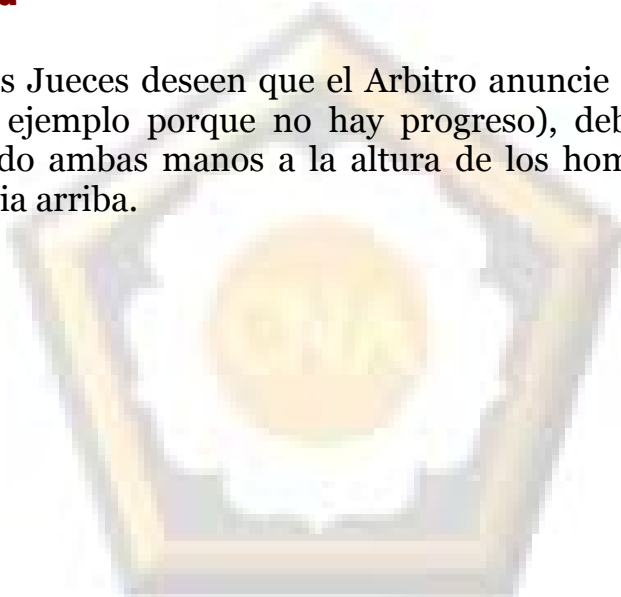 s Jueces deseen que el Arbitro anuncie
ejemplo porque no hay progreso), deb
do ambas manos a la altura de los hom
ia arriba.